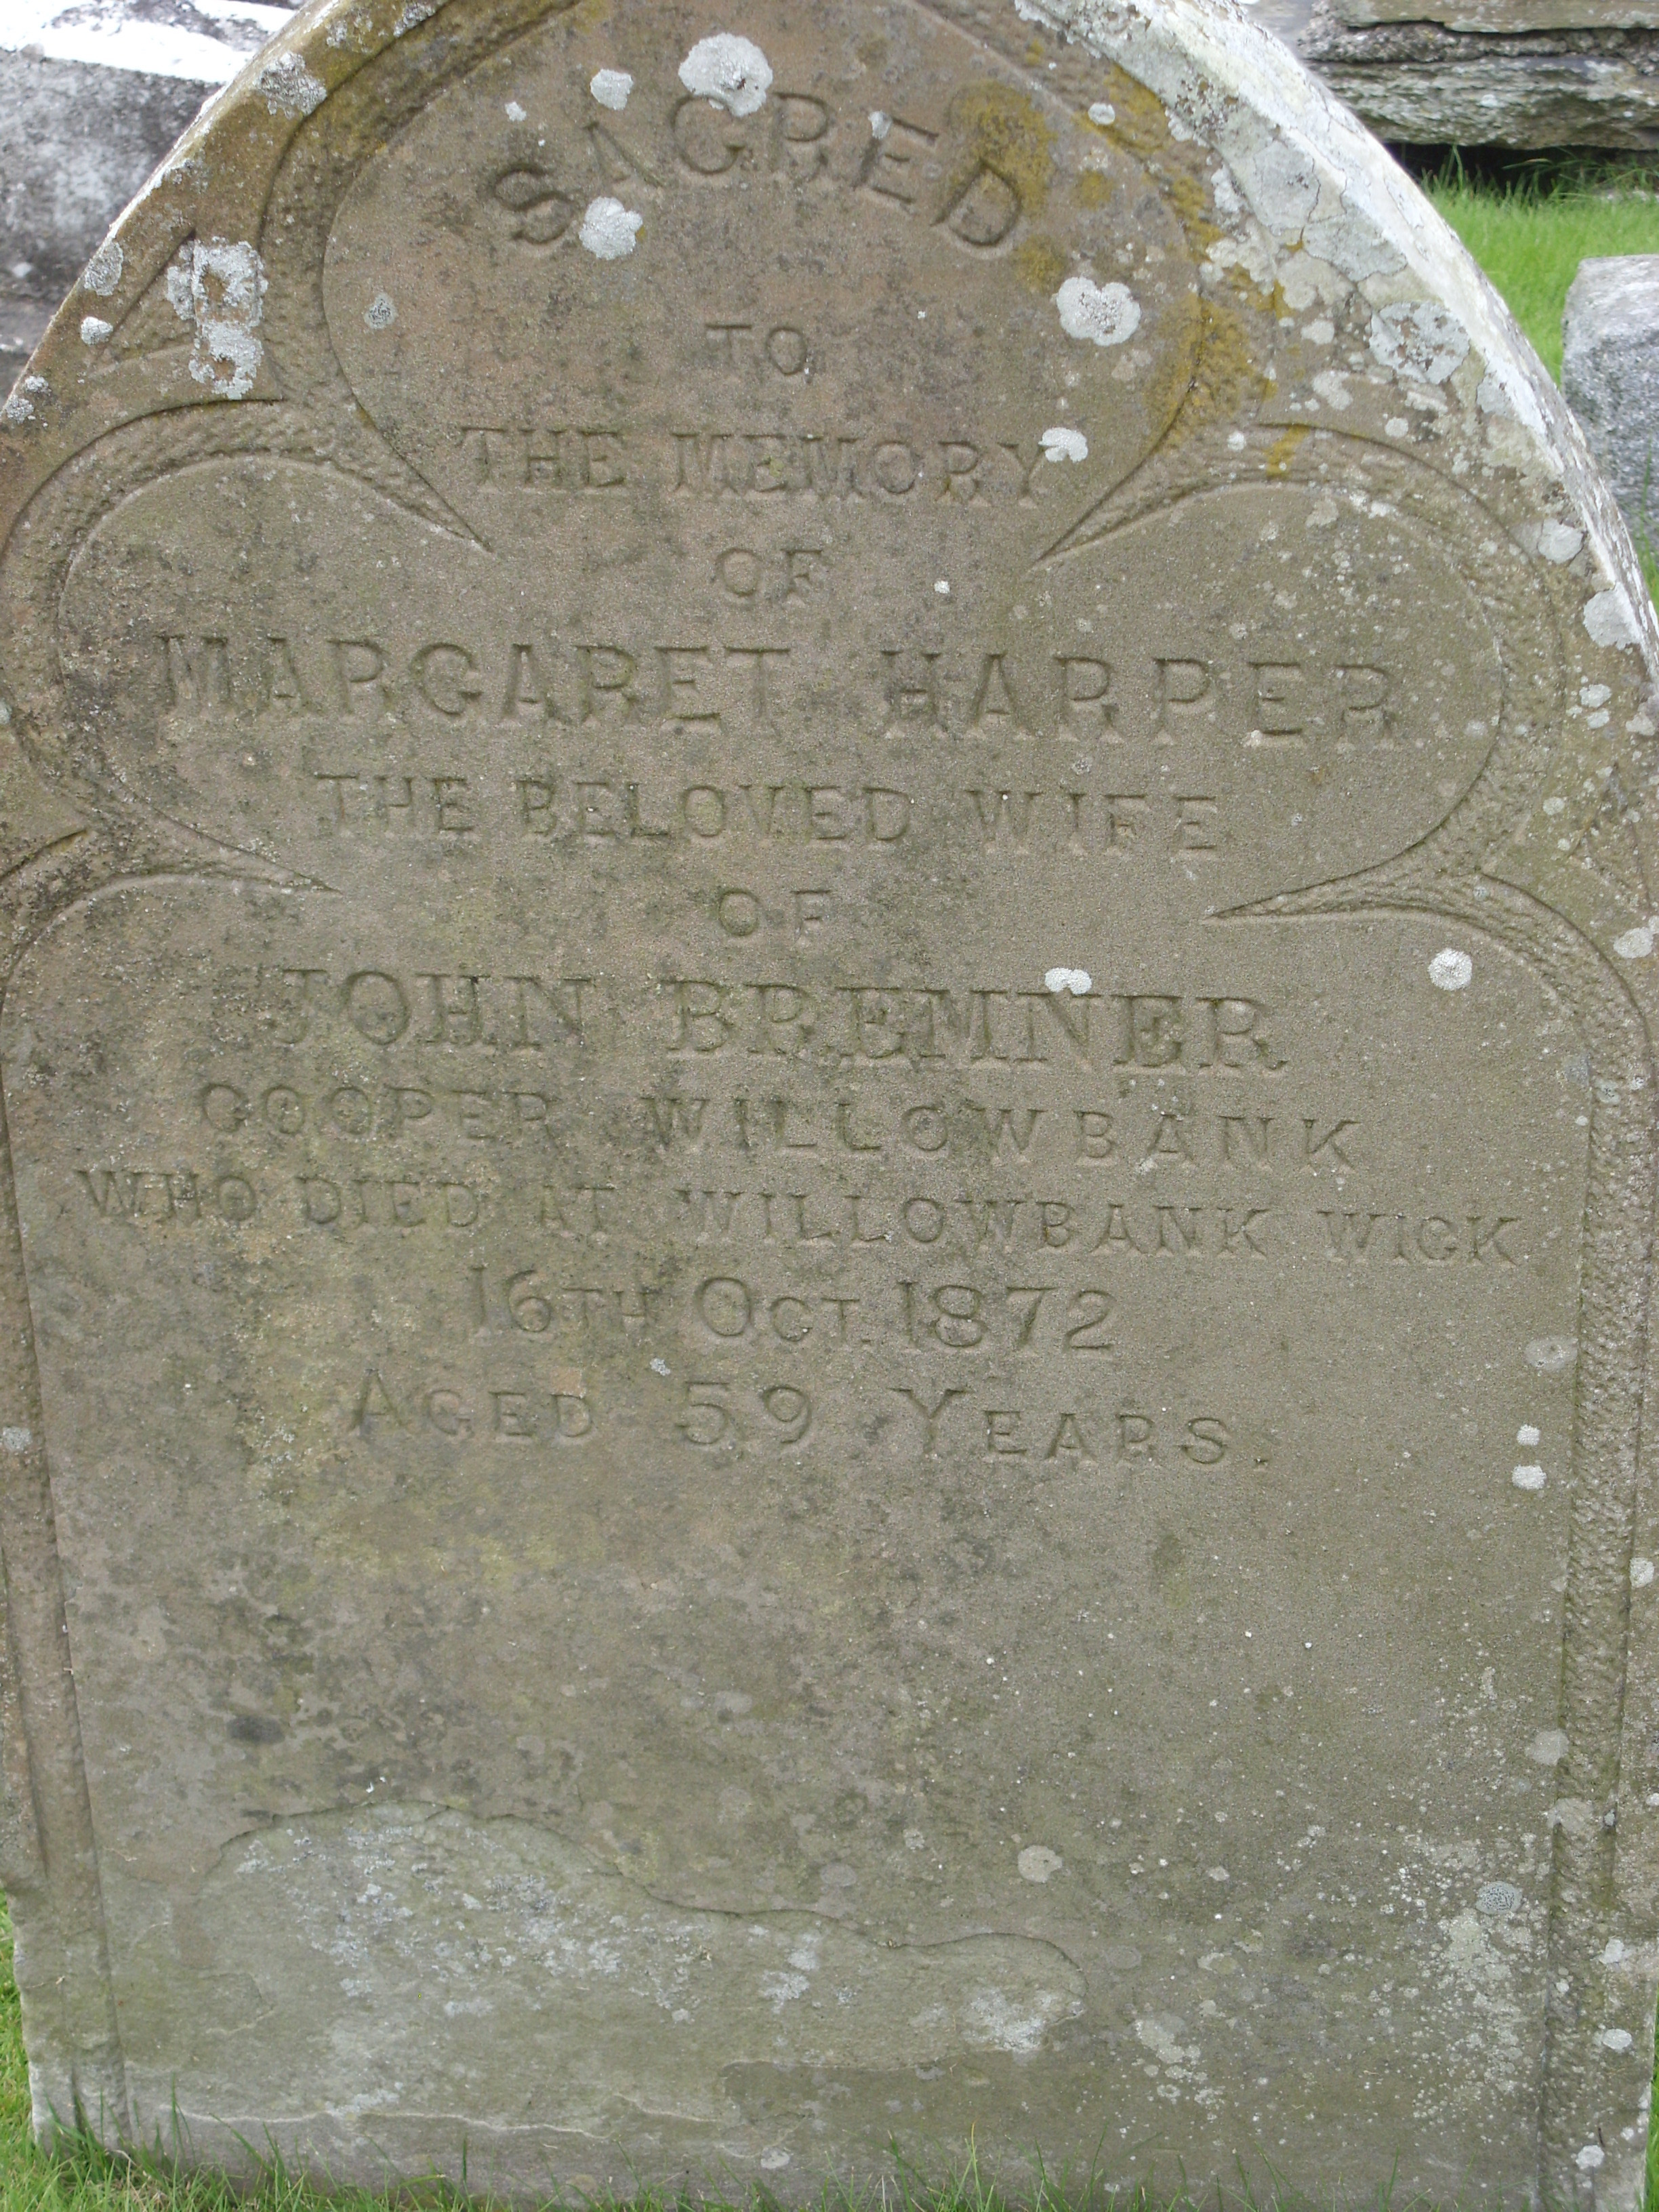 SACRED
TO
THE MEMORY
OF
MARGARET HARPER
THE BELOVED WIFE
OF
JOHN BREMNER
COOPER WILLOWBANK
WHO DIED AT WILLOWBANK WICK
16TH OCT. 1872
AGED 59 YEARS.